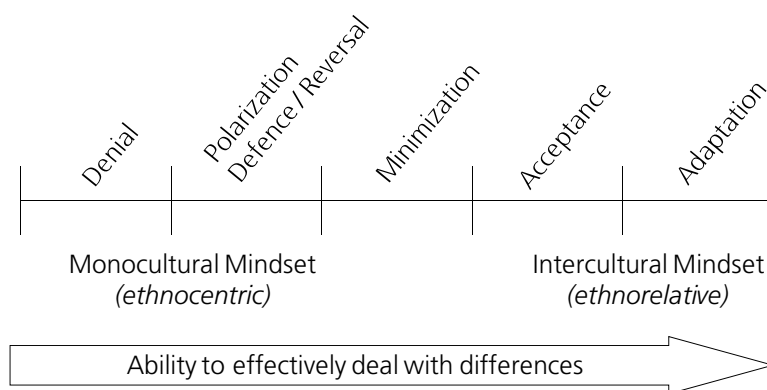 Denial
Polarization
Defence / Reversal
Minimization
Acceptance
Adaptation
Monocultural Mindset
(ethnocentric)
Intercultural Mindset
(ethnorelative)
Ability to effectively deal with differences